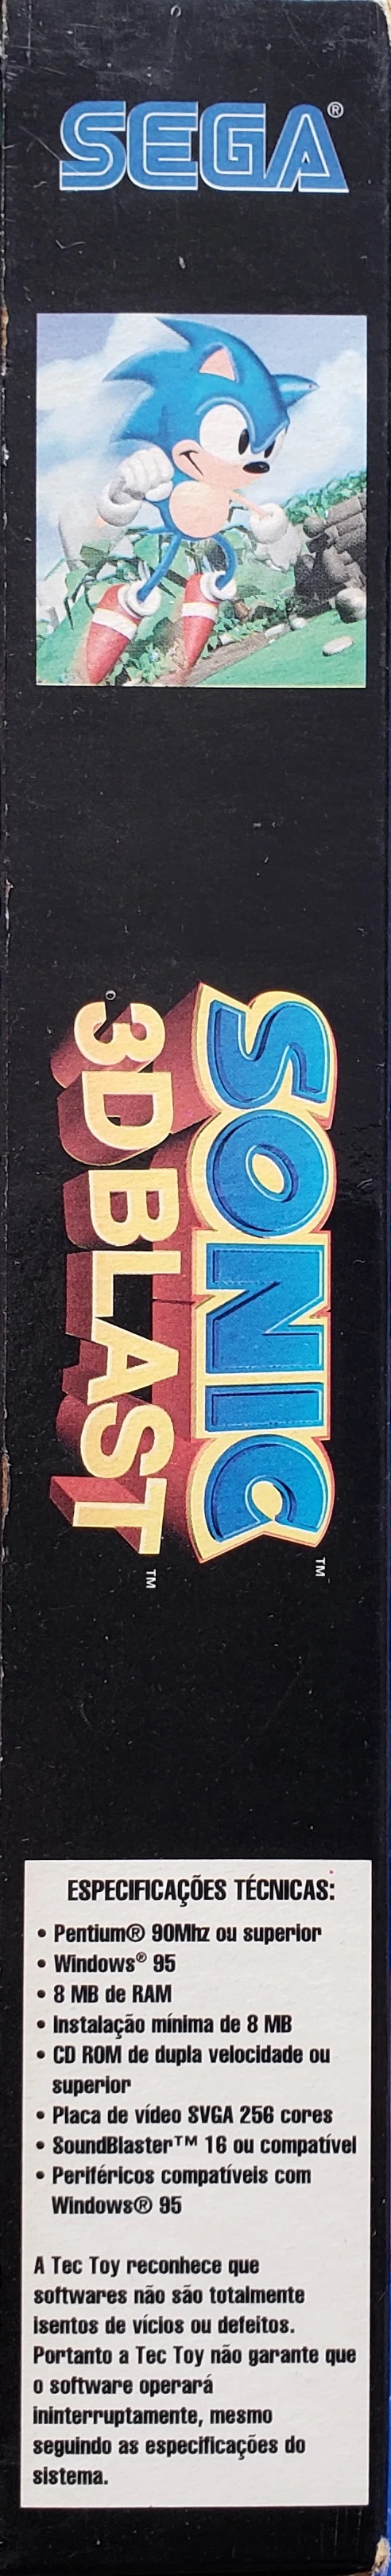 SEGA®
SONIC™
3D BLAST™
ESPECIFICAÇÕES TÉCNICAS:
• Pentium® 90Mhz ou superior
• Windows® 95
• 8 MB de RAM
• Instalação mínima de 8 MB
• CD ROM de dupla velocidade ou
superior
• Placa de vídeo SVGA 256 cores
• SoundBlaster™ 16 ou compatível
• Periféricos compatíveis com
Windows® 95
A Tec Toy reconhece que
softwares não são totalmente
isentos de vícios ou defeitos.
Portanto a Tec Toy não garante que
o software operará
ininterruptamente, mesmo
seguindo as especificações do
sistema.